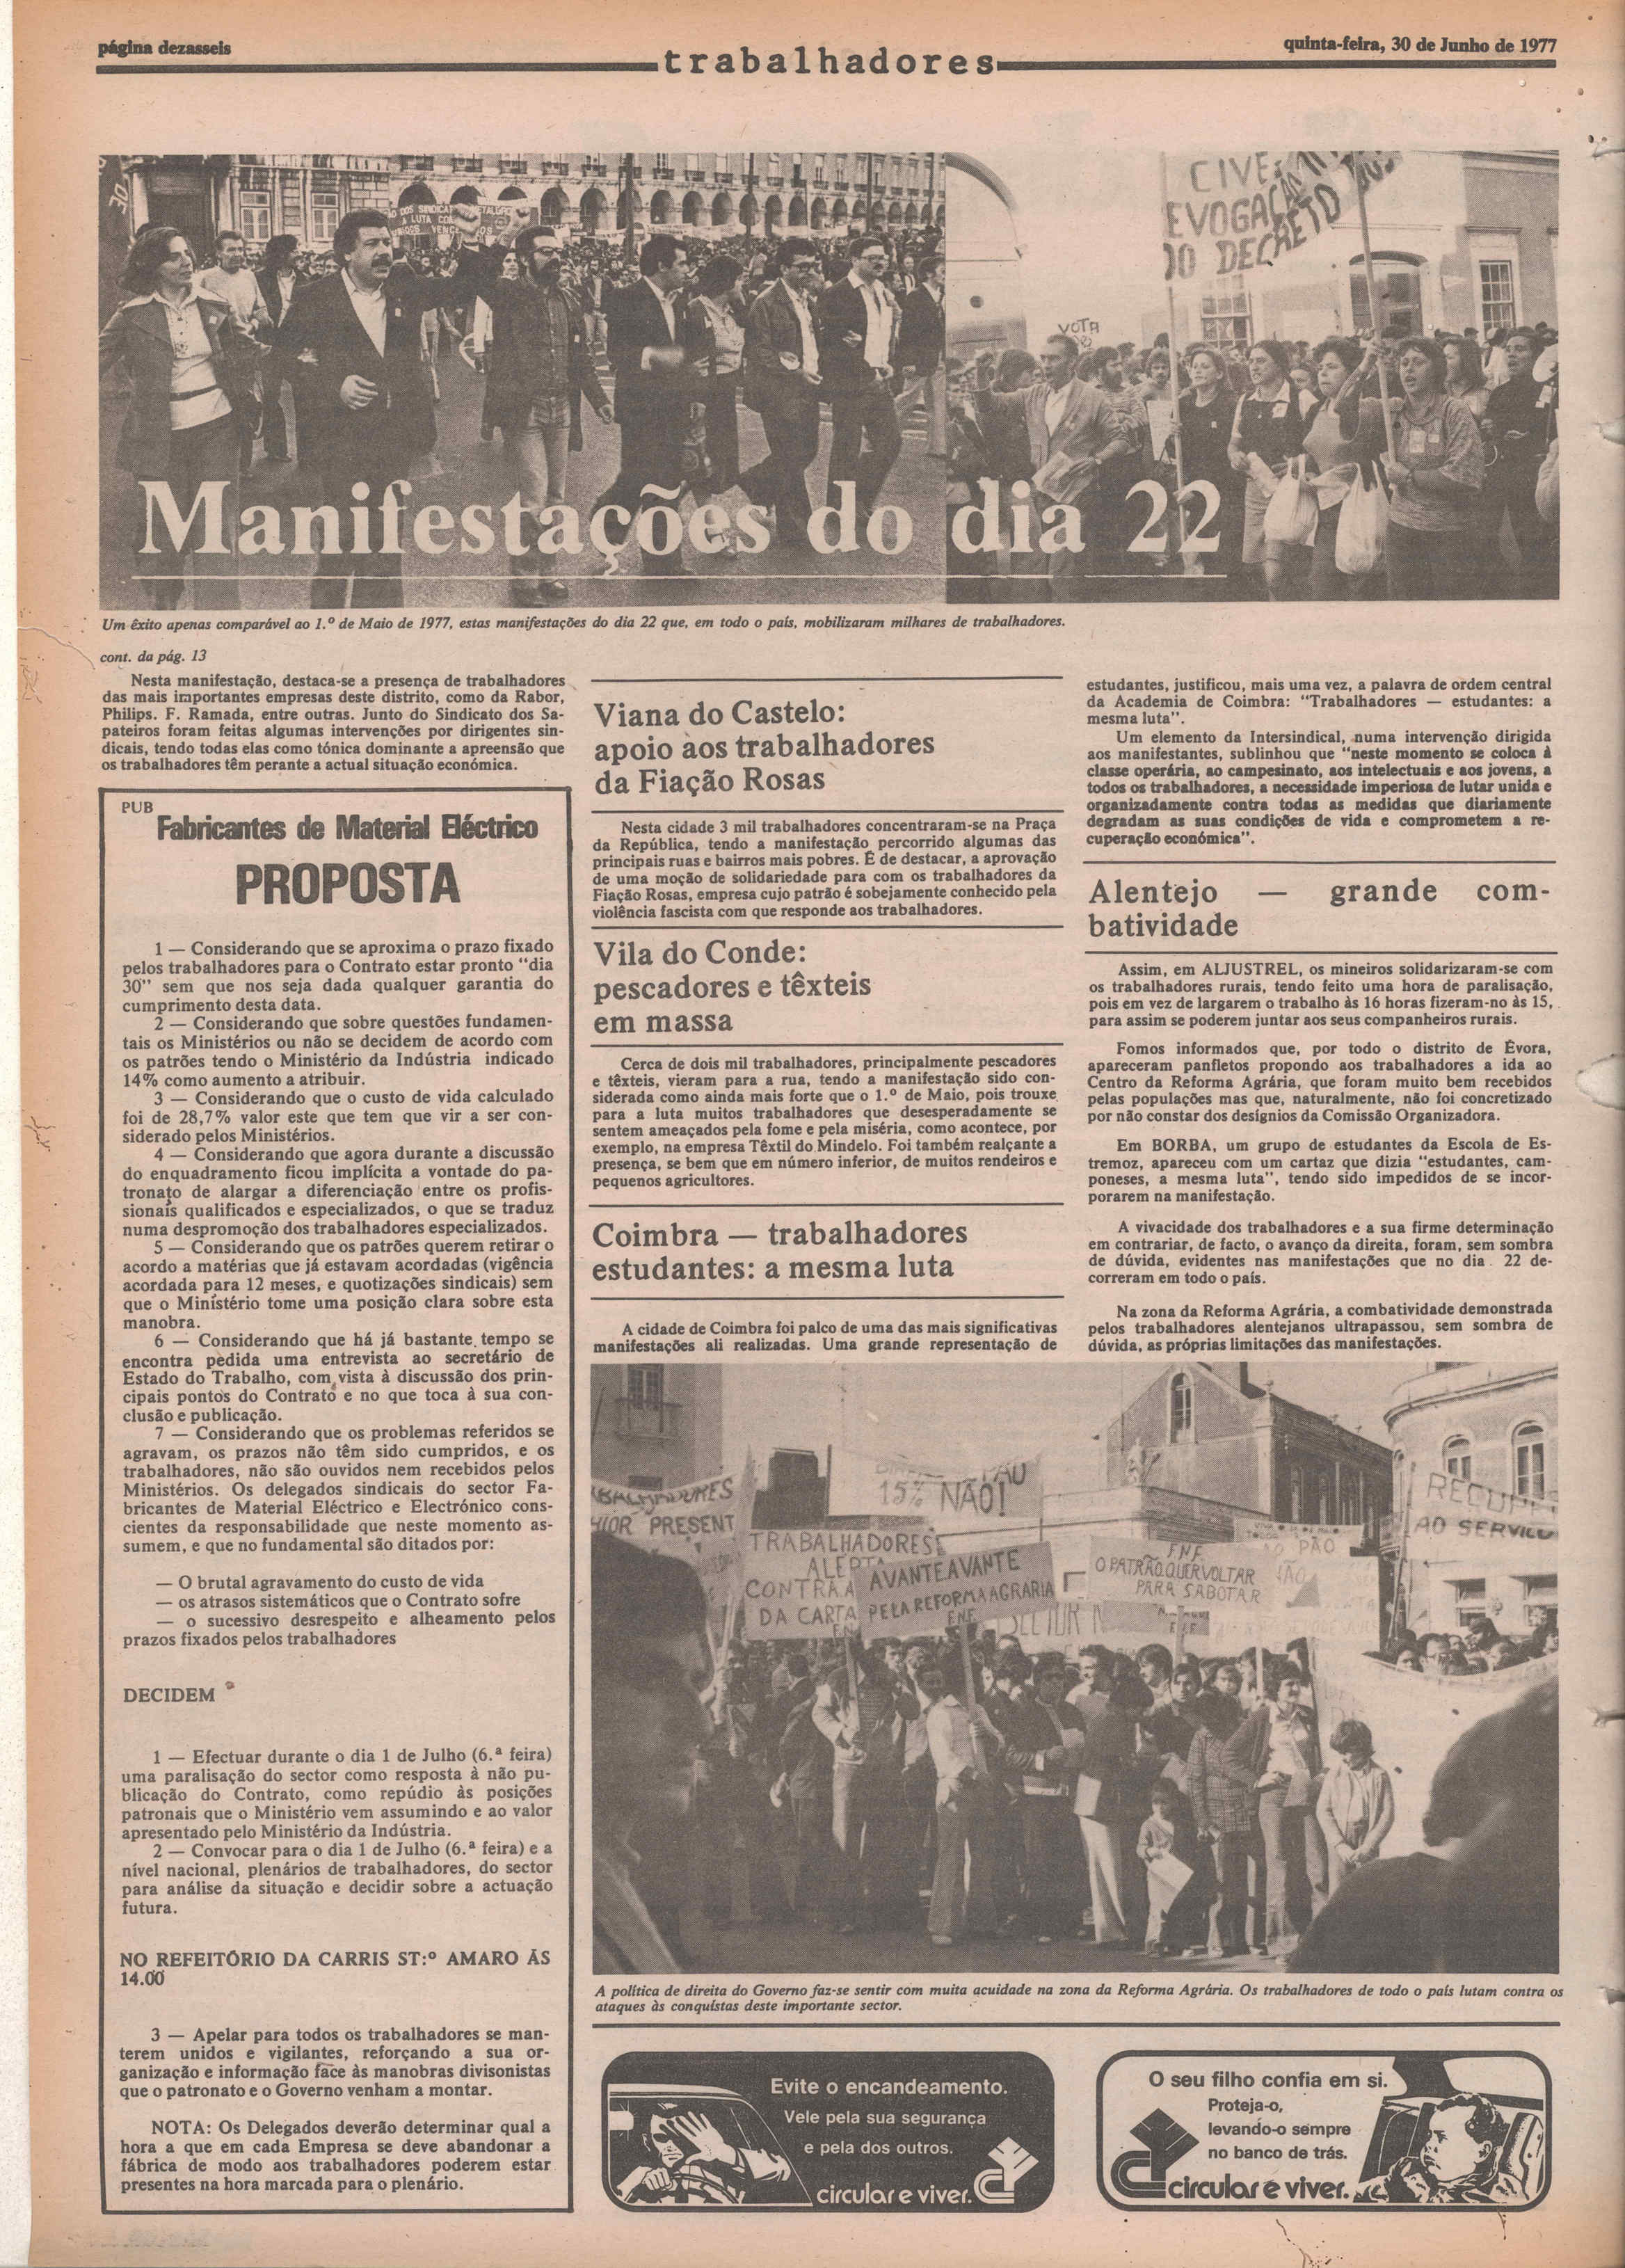 página dezasseis
trabalhadores
quinta-feira, 30 de Junho de 1977
CIVE
EVOGAÇA
DO DECRETO
VOTA
Manifestações do dia 22
Um êxito apenas comparável ao 1.º de Maio de 1977, estas manifestações do dia 22 que, em todo o país, mobilizaram milhares de trabalhadores.
cont. da pág. 13
Nesta manifestação, destaca-se a presença de trabalhadores
das mais importantes empresas deste distrito, como da Rabor,
Philips. F. Ramada, entre outras. Junto do Sindicato dos Sa-
pateiros foram feitas algumas intervenções por dirigentes sin-
dicais, tendo todas elas como tónica dominante a apreensão que
os trabalhadores têm perante a actual situação económica.
PUB
Fabricantes de Material Eléctrico
PROPOSTA
1 — Considerando que se aproxima o prazo fixado
pelos trabalhadores para o Contrato estar pronto "dia
30" sem que nos seja dada qualquer garantia do
cumprimento desta data.
2 — Considerando que sobre questões fundamen-
tais os Ministérios ou não se decidem de acordo com
os patrões tendo o Ministério da Indústria indicado
14% como aumento a atribuir.
3 — Considerando que o custo de vida calculado
foi de 28,7% valor este que tem que vir a ser con-
siderado pelos Ministérios.
4 — Considerando que agora durante a discussão
do enquadramento ficou implícita a vontade do pa-
tronato de alargar a diferenciação entre os profis-
sionais qualificados e especializados, o que se traduz
numa despromoção dos trabalhadores especializados.
5 — Considerando que os patrões querem retirar o
acordo a matérias que já estavam acordadas (vigência
acordada para 12 meses, e quotizações sindicais) sem
que o Ministério tome uma posição clara sobre esta
manobra.
6 — Considerando que há já bastante tempo se
encontra pedida uma entrevista ao secretário de
Estado do Trabalho, com vista à discussão dos prin-
cipais pontos do Contrato e no que toca à sua con-
clusão e publicação.
7 — Considerando que os problemas referidos se
agravam, os prazos não têm sido cumpridos, e os
trabalhadores, não são ouvidos nem recebidos pelos
Ministérios. Os delegados sindicais do sector Fa-
bricantes de Material Eléctrico e Electrónico cons-
cientes da responsabilidade que neste momento as-
sumem, e que no fundamental são ditados por:
— O brutal agravamento do custo de vida
— os atrasos sistemáticos que o Contrato sofre
— o sucessivo desrespeito e alheamento pelos
prazos fixados pelos trabalhadores
DECIDEM
1 — Efectuar durante o dia 1 de Julho (6.ª feira)
uma paralisação do sector como resposta à não pu-
blicação do Contrato, como repúdio às posições
patronais que o Ministério vem assumindo e ao valor
apresentado pelo Ministério da Indústria.
2 — Convocar para o dia 1 de Julho (6.ª feira) e a
nível nacional, plenários de trabalhadores, do sector
para análise da situação e decidir sobre a actuação
futura.
NO REFEITÓRIO DA CARRIS ST:º AMARO ÀS
14.00
3 — Apelar para todos os trabalhadores se man-
terem unidos e vigilantes, reforçando a sua or-
ganização e informação face às manobras divisonistas
que o patronato e o Governo venham a montar.
NOTA: Os Delegados deverão determinar qual a
hora a que em cada Empresa se deve abandonar a
fábrica de modo aos trabalhadores poderem estar
presentes na hora marcada para o plenário.
Viana do Castelo:
apoio aos trabalhadores
da Fiação Rosas
Nesta cidade 3 mil trabalhadores concentraram-se na Praça
da República, tendo a manifestação percorrido algumas das
principais ruas e bairros mais pobres. É de destacar, a aprovação
de uma moção de solidariedade para com os trabalhadores da
Fiação Rosas, empresa cujo patrão é sobejamente conhecido pela
violência fascista com que responde aos trabalhadores.
Vila do Conde:
pescadores e têxteis
em massa
Cerca de dois mil trabalhadores, principalmente pescadores
e têxteis, vieram para a rua, tendo a manifestação sido con-
siderada como ainda mais forte que o 1.º de Maio, pois trouxe
para a luta muitos trabalhadores que desesperadamente se
sentem ameaçados pela fome e pela miséria, como acontece, por
exemplo, na empresa Têxtil do Mindelo. Foi também realçante a
presença, se bem que em número inferior, de muitos rendeiros e
pequenos agricultores.
Coimbra — trabalhadores
estudantes: a mesma luta
A cidade de Coimbra foi palco de uma das mais significativas
manifestações ali realizadas. Uma grande representação de
estudantes, justificou, mais uma vez, a palavra de ordem central
da Academia de Coimbra: "Trabalhadores — estudantes: a
mesma luta".
Um elemento da Intersindical, numa intervenção dirigida
aos manifestantes, sublinhou que "neste momento se coloca à
classe operária, ao campesinato, aos intelectuais e aos jovens, a
todos os trabalhadores, a necessidade imperiosa de lutar unida e
organizadamente contra todas as medidas que diariamente
degradam as suas condições de vida e comprometem a re-
cuperação económica".
Alentejo — grande com-
batividade
Assim, em ALJUSTREL, os mineiros solidarizaram-se com
os trabalhadores rurais, tendo feito uma hora de paralisação,
pois em vez de largarem o trabalho às 16 horas fizeram-no às 15,
para assim se poderem juntar aos seus companheiros rurais.
Fomos informados que, por todo o distrito de Évora,
apareceram panfletos propondo aos trabalhadores a ida ao
Centro da Reforma Agrária, que foram muito bem recebidos
pelas populações mas que, naturalmente, não foi concretizado
por não constar dos desígnios da Comissão Organizadora.
Em BORBA, um grupo de estudantes da Escola de Es-
tremoz, apareceu com um cartaz que dizia "estudantes, cam-
poneses, a mesma luta", tendo sido impedidos de se incor-
porarem na manifestação.
A vivacidade dos trabalhadores e a sua firme determinação
em contrariar, de facto, o avanço da direita, foram, sem sombra
de dúvida, evidentes nas manifestações que no dia 22 de-
correram em todo o país.
Na zona da Reforma Agrária, a combatividade demonstrada
pelos trabalhadores alentejanos ultrapassou, sem sombra de
dúvida, as próprias limitações das manifestações.
15% NÃO!
PRESENT
TRABALHADORES
ALERTA
CONTRA A
DA CARTA
AVANTE AVANTE
PELA REFORMA AGRARIA
F.N.F.
F.N.F.
O PATRÃO QUER VOLTAR
PARA SABOTAR
PÃO
RECUPE
AO SERVIÇO
A política de direita do Governo faz-se sentir com muita acuidade na zona da Reforma Agrária. Os trabalhadores de todo o país lutam contra os
ataques às conquistas deste importante sector.
Evite o encandeamento.
Vele pela sua segurança
e pela dos outros.
circular e viver.
O seu filho confia em si.
Proteja-o,
levando-o sempre
no banco de trás.
circular e viver.